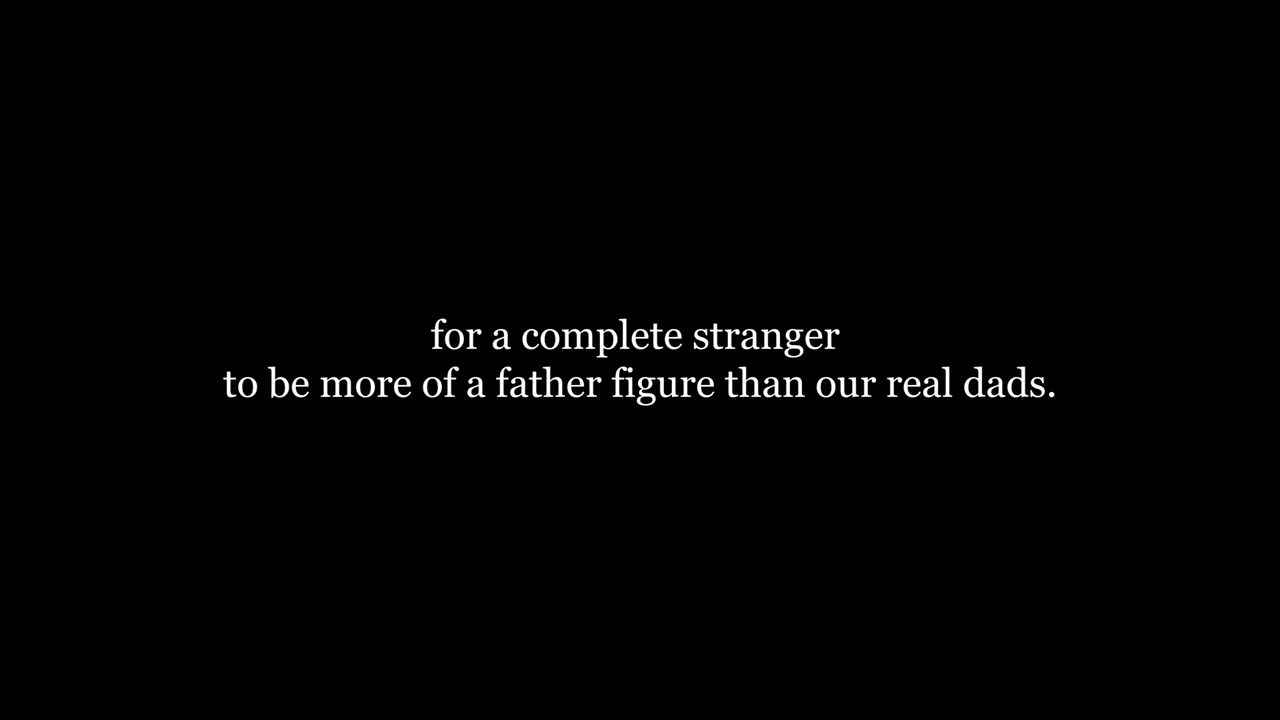 for a complete stranger
to be more of a father figure than our real dads.